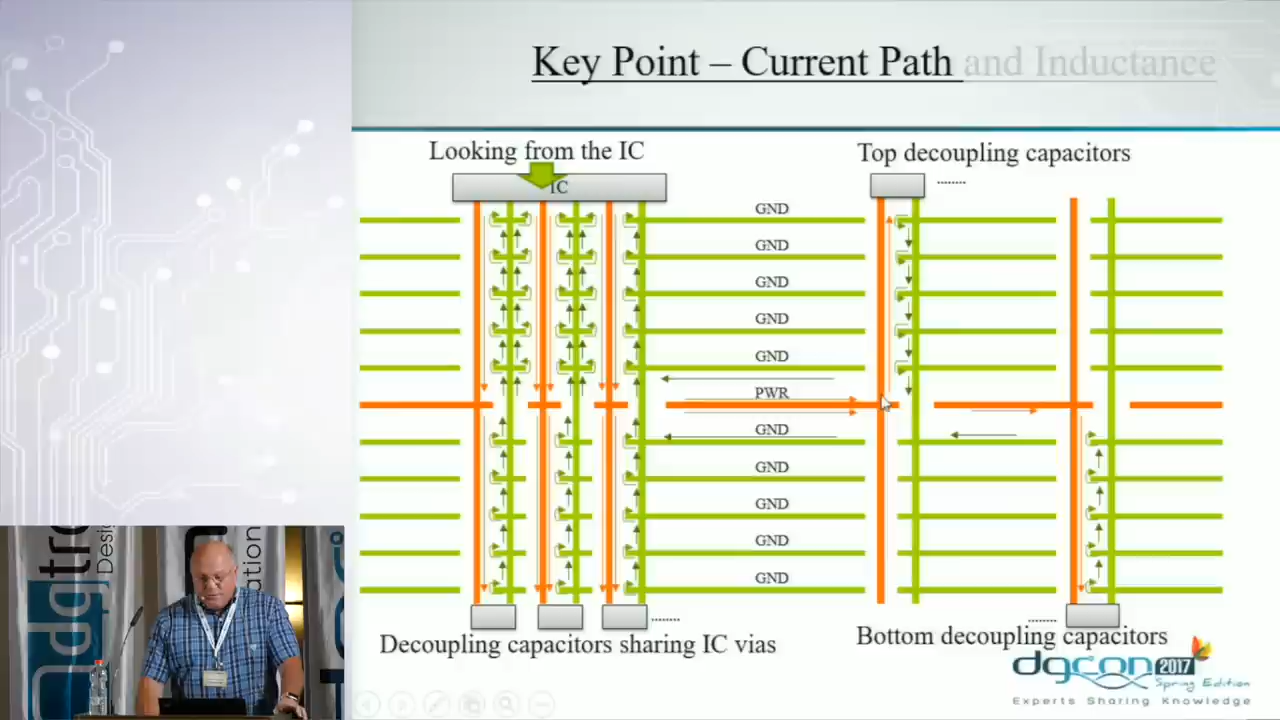 Key Point – Current Path and Inductance
Looking from the IC
Top decoupling capacitors
IC
GND
GND
GND
GND
GND
PWR
GND
GND
GND
GND
GND
Decoupling capacitors sharing IC vias
Bottom decoupling capacitors
dgcon 2017
Spring Edition
Experts Sharing Knowledge